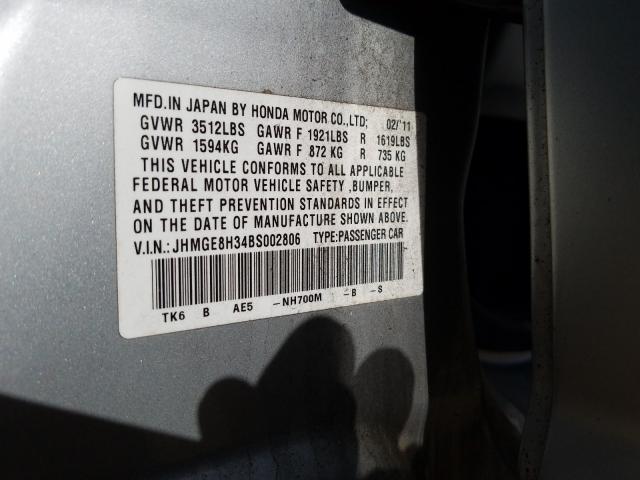 MFD.IN JAPAN BY HONDA MOTOR CO.,LTD; 02/'11
GVWR 3512LBS GAWR F 1921LBS R 1619LBS
GVWR 1594KG GAWR F 872 KG R 735 KG
THIS VEHICLE CONFORMS TO ALL APPLICABLE
FEDERAL MOTOR VEHICLE SAFETY ,BUMPER,
AND THEFT PREVENTION STANDARDS IN EFFECT
ON THE DATE OF MANUFACTURE SHOWN ABOVE.
V.I.N.: JHMGE8H34BS002806 TYPE:PASSENGER CAR
TK6 B AE5 -NH700M -B -S